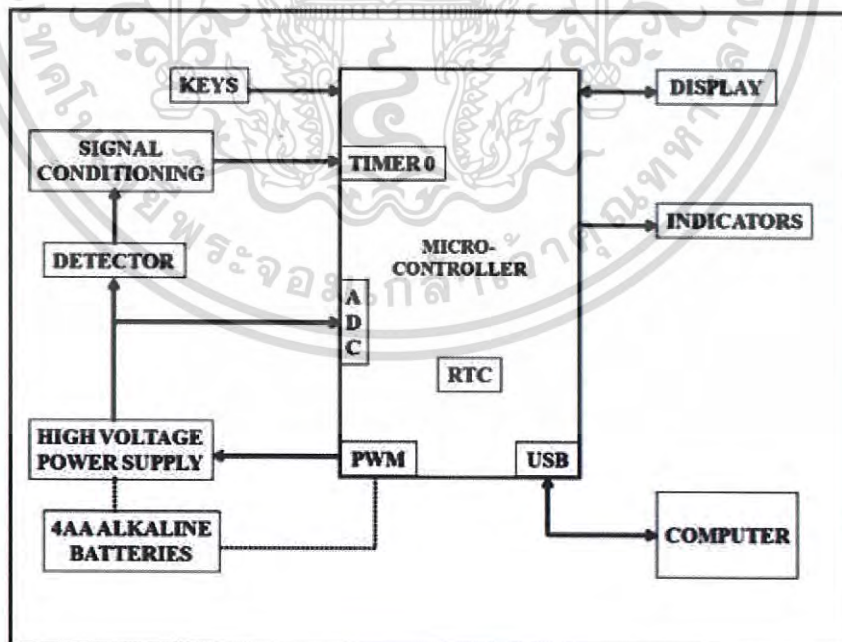 KEYS
DISPLAY
SIGNAL
CONDITIONING
TIMER 0
INDICATORS
MICRO-
CONTROLLER
DETECTOR
A
D
C
RTC
HIGH VOLTAGE
POWER SUPPLY
PWM
USB
4AA ALKALINE
BATTERIES
COMPUTER